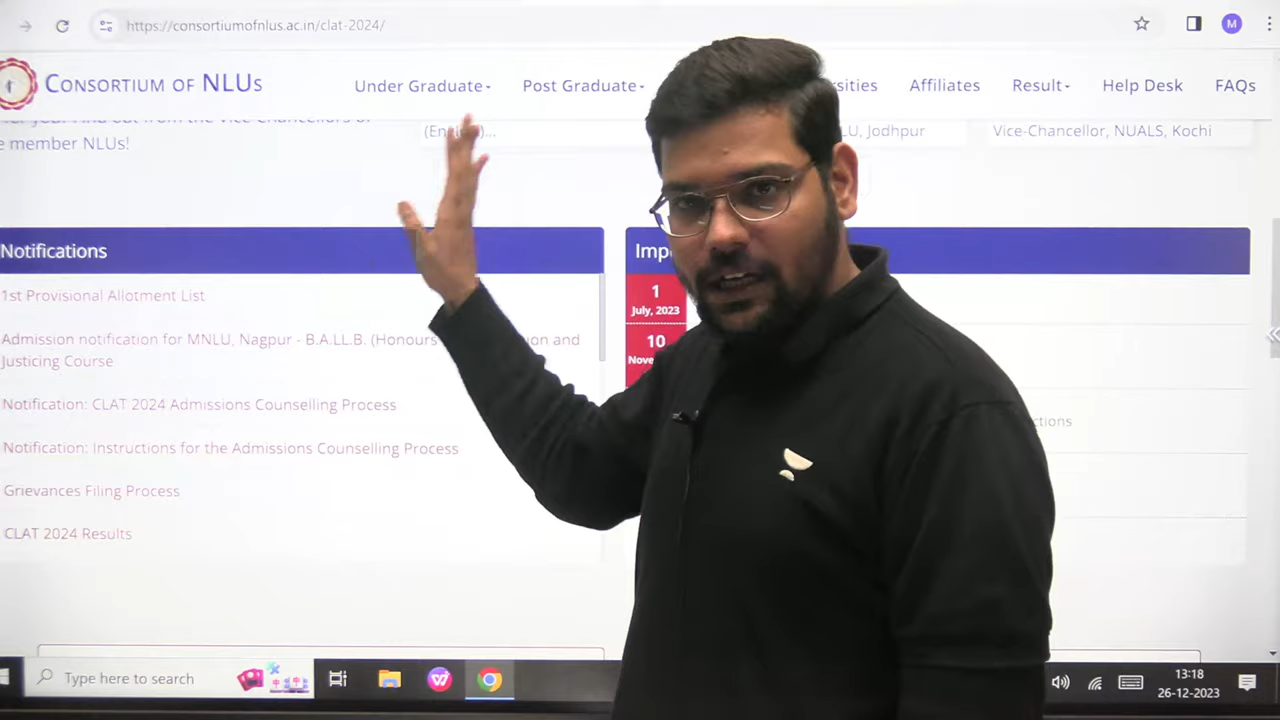 https://consortiumofnlus.ac.in/clat-2024/
M
CONSORTIUM OF NLUS
Under Graduate
Post Graduate
Affiliates
Result
Help Desk
FAQs
member NLUs!
Jodhpur
Vice-Chancellor, NUALS, Kochi
Notifications
1st Provisional Allotment List
Admission notification for MNLU, Nagpur - B.A.LL.B. (Honours
and
Justicing Course
Notification: CLAT 2024 Admissions Counselling Process
Notification: Instructions for the Admissions Counselling Process
Grievances Filing Process
CLAT 2024 Results
1
July, 2023
10
Type here to search
13:18
26-12-2023